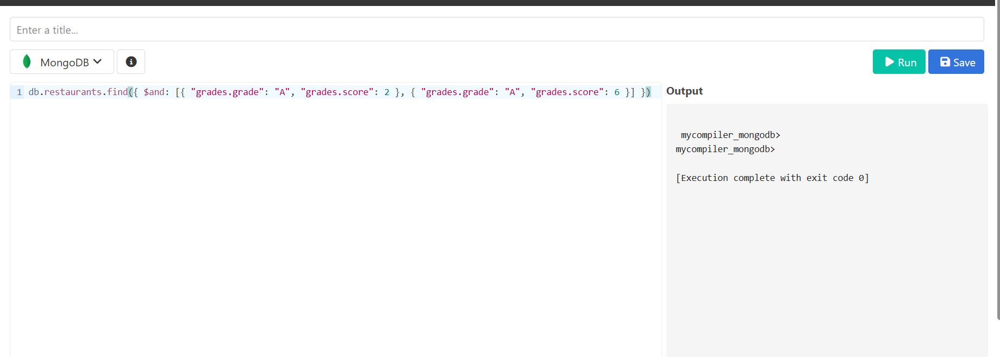 Enter a title...
MongoDB
Run
Save
1 db.restaurants.find({ $and: [{ "grades.grade": "A", "grades.score": 2 }, { "grades.grade": "A", "grades.score": 6 }] })
Output
mycompiler_mongodb>
mycompiler_mongodb>
[Execution complete with exit code 0]